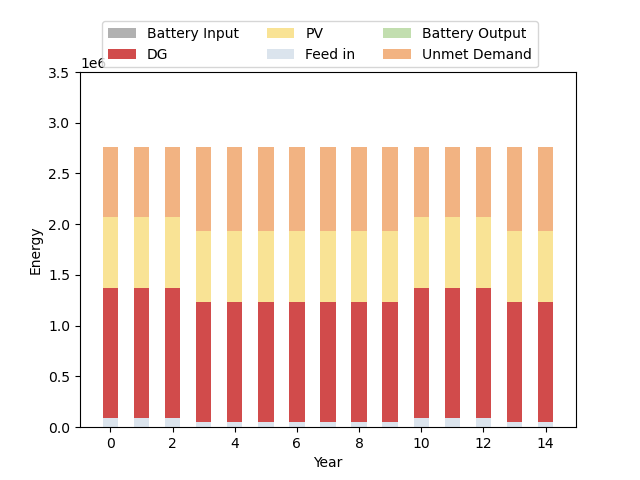 Battery Input PV Battery Output
DG Feed in Unmet Demand
1e6
3.5
3.0
2.5
2.0
1.5
1.0
0.5
0.0
Energy
0 2 4 6 8 10 12 14
Year